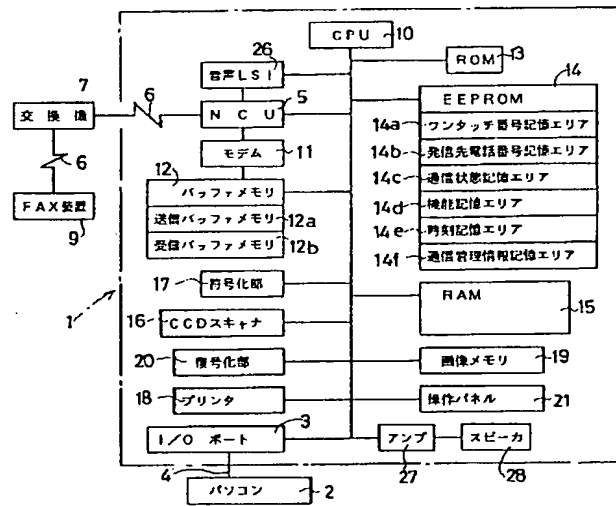 CPU
10
26
音声LSI
ROM
13
7
交換機
6
NCU
5
14
EEPROM
14a ワンタッチ番号記憶エリア
14b 発信先電話番号記憶エリア
14c 通信状態記憶エリア
14d 機能記憶エリア
14e 時刻記憶エリア
14f 通信管理情報記憶エリア
6
モデム
11
FAX装置
9
12
バッファメモリ
送信バッファメモリ 12a
受信バッファメモリ 12b
17 符号化部
RAM
15
1
16 CCDスキャナ
20 復号化部
画像メモリ
19
18 プリンタ
操作パネル
21
3
I/Oポート
アンプ
27
スピーカ
28
4
パソコン
2